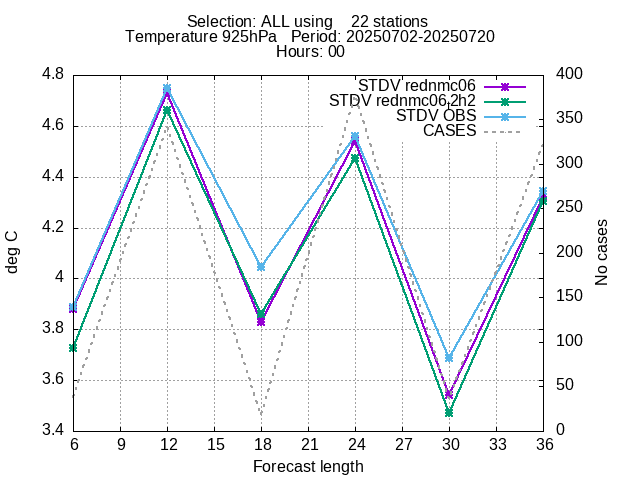 Selection: ALL using    22 stations
Temperature 925hPa   Period: 20250702-20250720
Hours: 00
4.8
4.6
4.4
4.2
4
3.8
3.6
3.4
deg C
STDV rednmc06
STDV rednmc06,2h2
STDV OBS
CASES
400
350
300
250
200
150
100
50
0
No cases
6 9 12 15 18 21 24 27 30 33 36
Forecast length